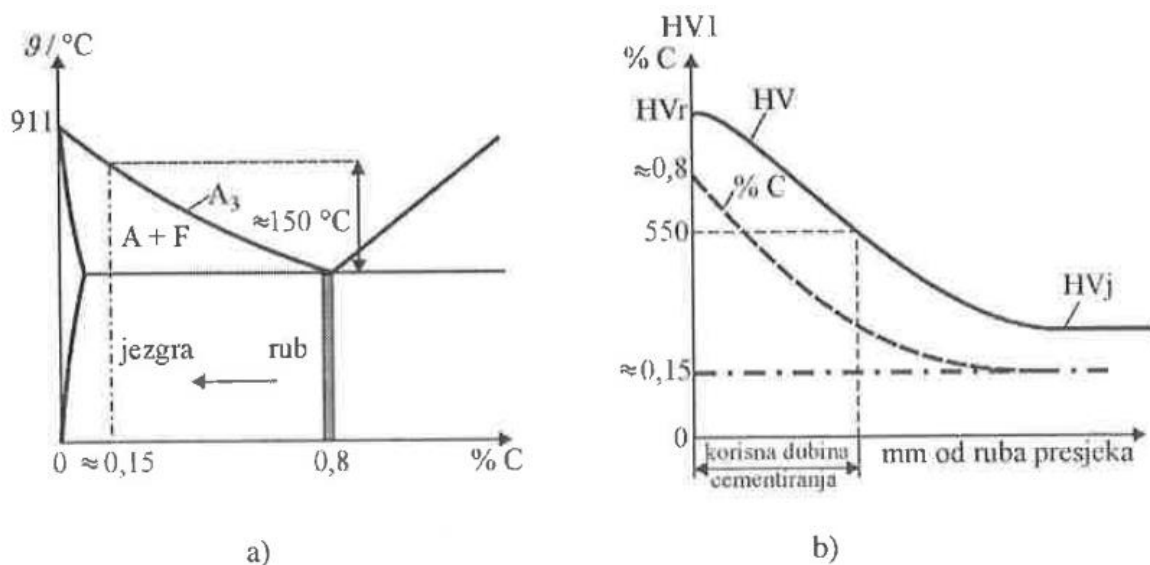 ϑ/°C
911
A₃
≈150 °C
A + F
jezgra
rub
0
≈0,15
0,8
% C
a)
HV1
% C
HVr
HV
≈0,8
% C
550
HVj
≈0,15
0
korisna dubina
cementiranja
mm od ruba presjeka
b)